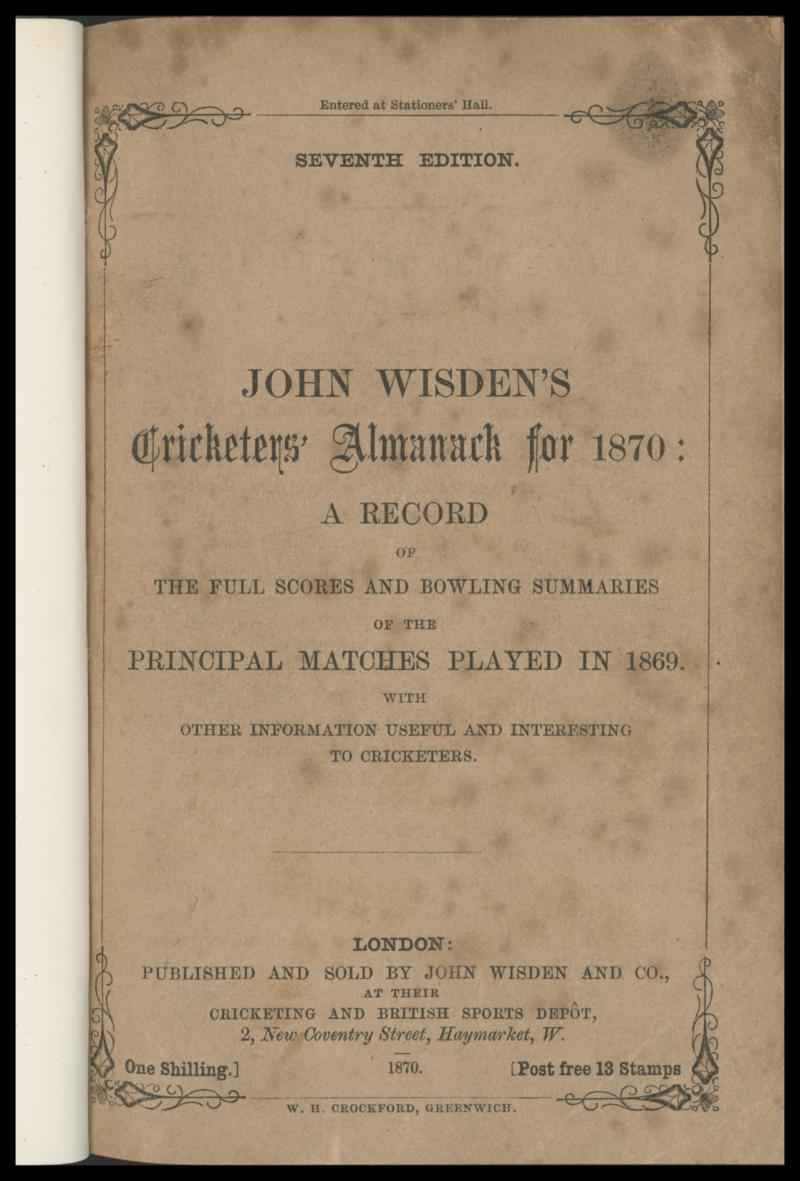 Entered at Stationers' Hall.
SEVENTH EDITION.
JOHN WISDEN'S
Cricketers' Almanack for 1870:
A RECORD
OF
THE FULL SCORES AND BOWLING SUMMARIES
OF THE
PRINCIPAL MATCHES PLAYED IN 1869.
WITH
OTHER INFORMATION USEFUL AND INTERESTING
TO CRICKETERS.
LONDON:
PUBLISHED AND SOLD BY JOHN WISDEN AND CO.,
AT THEIR
CRICKETING AND BRITISH SPORTS DEPÔT,
2, New Coventry Street, Haymarket, W.
One Shilling.] 1870. [Post free 13 Stamps
W. H. CROCKFORD, GREENWICH.